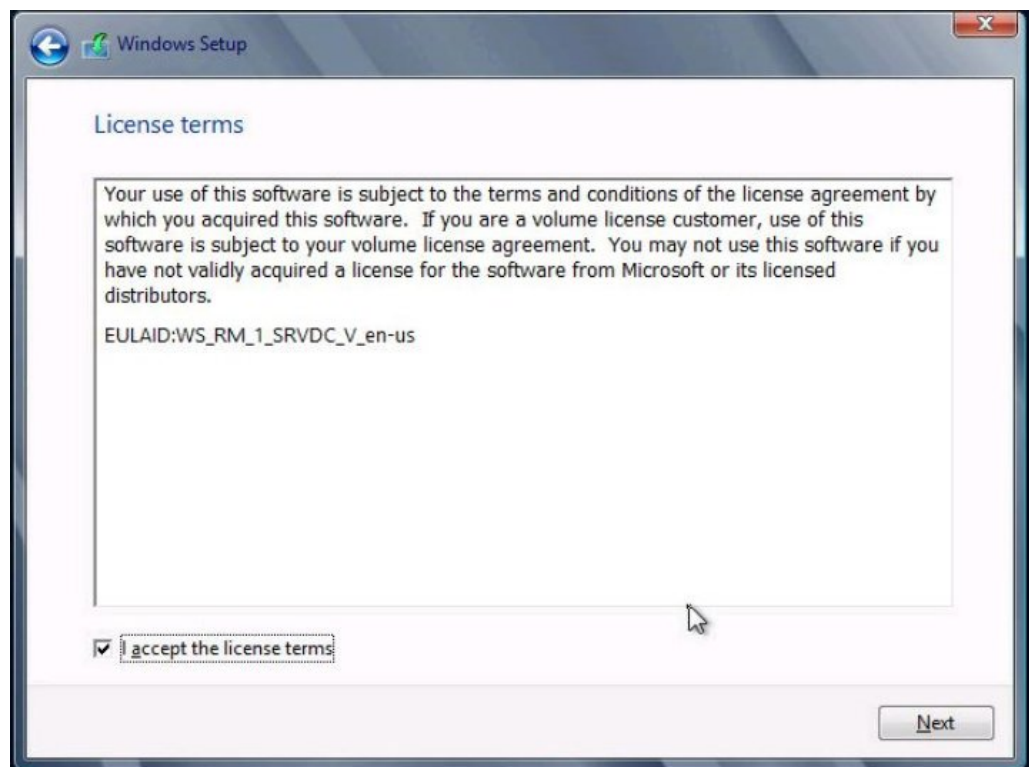 Windows Setup
License terms
Your use of this software is subject to the terms and conditions of the license agreement by
which you acquired this software.  If you are a volume license customer, use of this
software is subject to your volume license agreement.  You may not use this software if you
have not validly acquired a license for the software from Microsoft or its licensed
distributors.
EULAID:WS_RM_1_SRVDC_V_en-us
I accept the license terms
Next